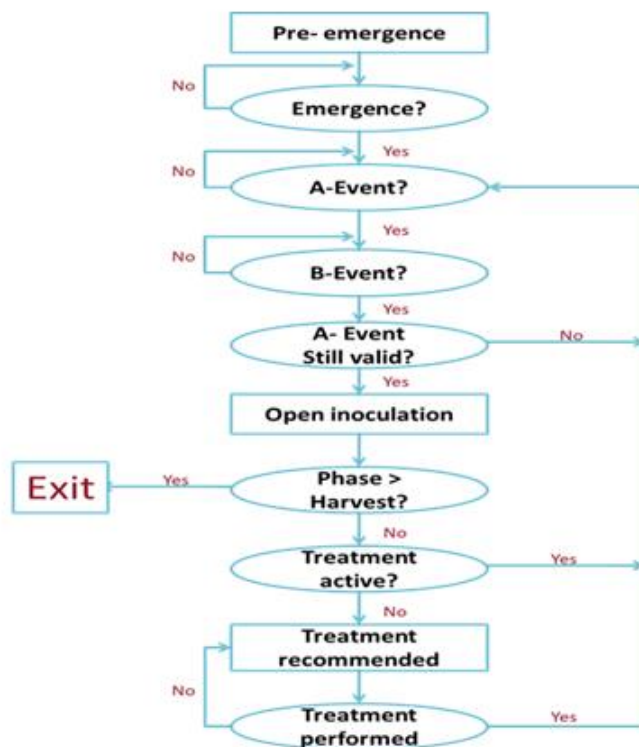 Pre- emergence
No
Emergence?
Yes
No
A-Event?
Yes
No
B-Event?
Yes
A- Event
Still valid?
No
Yes
Open inoculation
Phase >
Harvest?
Yes
Exit
No
Treatment
active?
Yes
No
Treatment
recommended
No
Treatment
performed
Yes